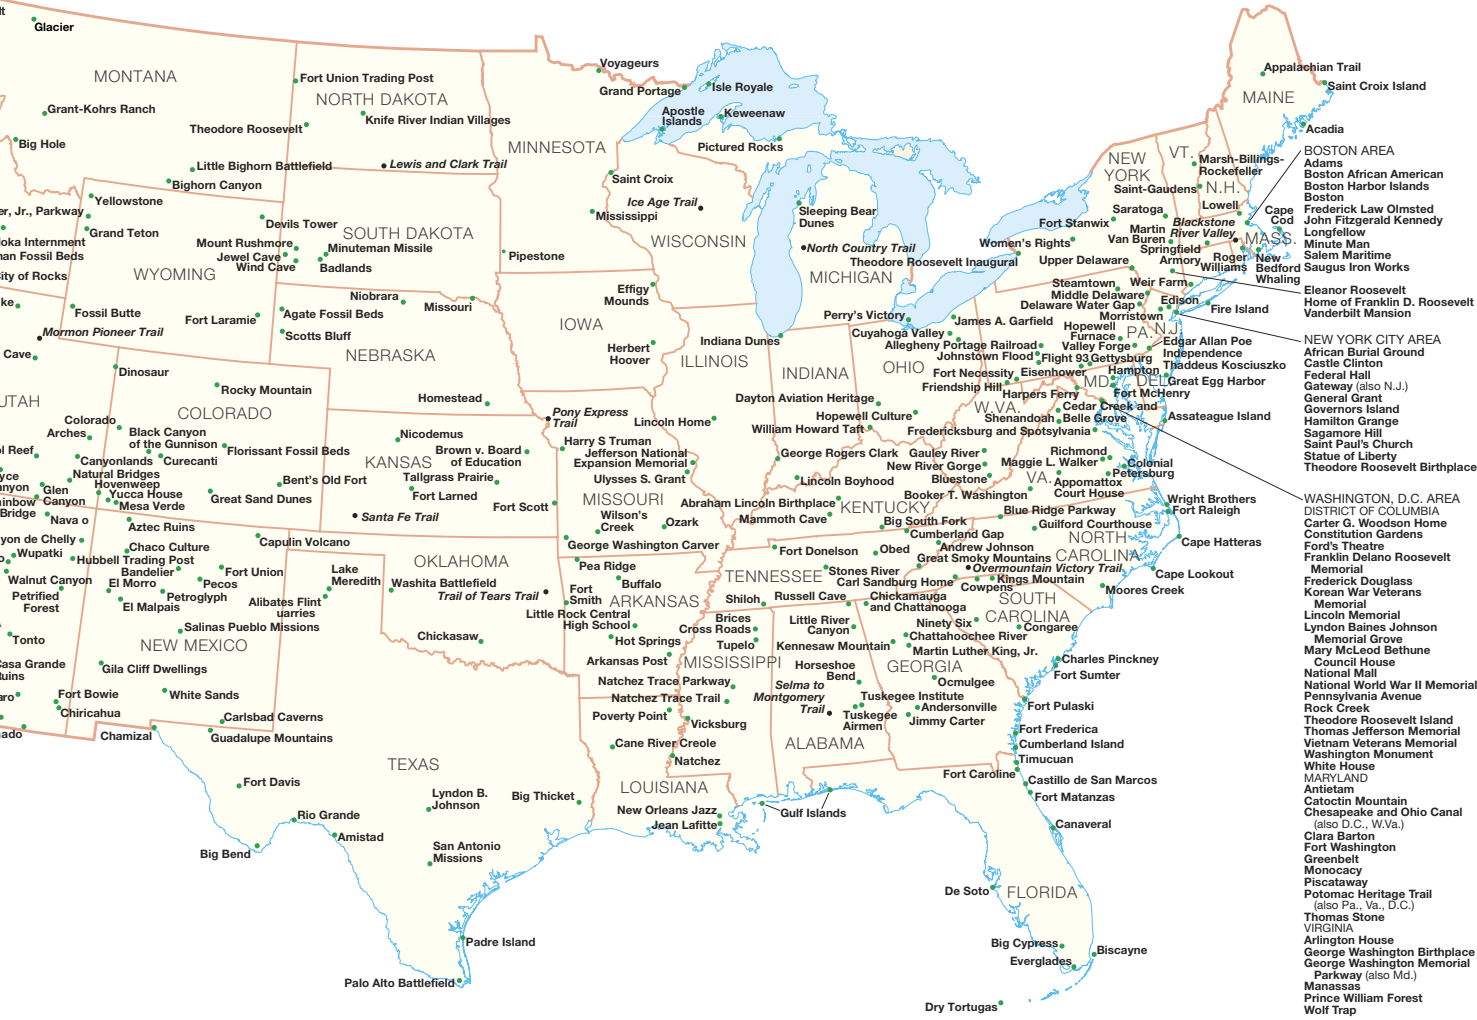 lt
Glacier
MONTANA
Grant-Kohrs Ranch
Big Hole
Fort Union Trading Post
NORTH DAKOTA
Theodore Roosevelt
Knife River Indian Villages
Little Bighorn Battlefield
Bighorn Canyon
Lewis and Clark Trail
Yellowstone
er, Jr., Parkway
Grand Teton
oka Internment
an Fossil Beds
ity of Rocks
WYOMING
Devils Tower
Mount Rushmore
Jewel Cave
Wind Cave
SOUTH DAKOTA
Minuteman Missile
Badlands
ke
Fossil Butte
Mormon Pioneer Trail
Cave
Fort Laramie
Niobrara
Missouri
Agate Fossil Beds
Scotts Bluff
NEBRASKA
Homestead
Dinosaur
Rocky Mountain
UTAH
COLORADO
Colorado
Arches
Black Canyon
of the Gunnison
Curecanti
Florissant Fossil Beds
l Reef
Canyonlands
Natural Bridges
Hovenweep
yce
anyon
Glen
Canyon
inbow
Bridge
Yucca House
Mesa Verde
Great Sand Dunes
Bent's Old Fort
Nava o
Aztec Ruins
yon de Chelly
Wupatki
Hubbell Trading Post
Chaco Culture
Capulin Volcano
Walnut Canyon
Petrified
Forest
Bandelier
El Morro
El Malpais
Pecos
Petroglyph
Fort Union
Salinas Pueblo Missions
Tonto
NEW MEXICO
asa Grande
uins
Gila Cliff Dwellings
aro
Fort Bowie
Chiricahua
White Sands
nado
Chamizal
Carlsbad Caverns
Guadalupe Mountains
Voyageurs
Grand Portage
Isle Royale
Apostle
Islands
Keweenaw
Pictured Rocks
MINNESOTA
Saint Croix
Mississippi
Ice Age Trail
Pipestone
WISCONSIN
Sleeping Bear
Dunes
North Country Trail
MICHIGAN
Effigy
Mounds
IOWA
Herbert
Hoover
ILLINOIS
Indiana Dunes
INDIANA
OHIO
Perry's Victory
Cuyahoga Valley
James A. Garfield
Allegheny Portage Railroad
Johnstown Flood
Flight 93
Gettysburg
Fort Necessity
Eisenhower
Friendship Hill
Dayton Aviation Heritage
Hopewell Culture
William Howard Taft
Pony Express
Trail
Lincoln Home
Nicodemus
KANSAS
Brown v. Board
of Education
Tallgrass Prairie
Fort Larned
Santa Fe Trail
Fort Scott
Harry S Truman
Jefferson National
Expansion Memorial
Ulysses S. Grant
MISSOURI
Wilson's
Creek
Ozark
George Washington Carver
George Rogers Clark
Lincoln Boyhood
Abraham Lincoln Birthplace
Mammoth Cave
KENTUCKY
Big South Fork
Cumberland Gap
W.VA.
Gauley River
New River Gorge
Bluestone
Booker T. Washington
VA.
Harpers Ferry
Cedar Creek and
Belle Grove
Shenandoah
Fredericksburg and Spotsylvania
Richmond
Maggie L. Walker
Colonial
Petersburg
Appomattox
Court House
Blue Ridge Parkway
Guilford Courthouse
Wright Brothers
Fort Raleigh
Cape Hatteras
Cape Lookout
Moores Creek
NORTH
CAROLINA
Andrew Johnson
Great Smoky Mountains
Overmountain Victory Trail
Carl Sandburg Home
Kings Mountain
Cowpens
SOUTH
CAROLINA
Ninety Six
Congaree
Charles Pinckney
Fort Sumter
OKLAHOMA
Lake
Meredith
Alibates Flint
uarries
Washita Battlefield
Trail of Tears Trail
Chickasaw
Pea Ridge
Buffalo
Fort
Smith
ARKANSAS
Little Rock Central
High School
Hot Springs
Arkansas Post
Fort Donelson
Obed
Stones River
TENNESSEE
Shiloh
Russell Cave
Chickamauga
and Chattanooga
Brices
Cross Roads
Tupelo
MISSISSIPPI
Little River
Canyon
Kennesaw Mountain
Chattahoochee River
Martin Luther King, Jr.
GEORGIA
Ocmulgee
Horseshoe
Bend
Selma to
Montgomery
Trail
Tuskegee Institute
Tuskegee
Airmen
Andersonville
Jimmy Carter
ALABAMA
Natchez Trace Parkway
Natchez Trace Trail
Poverty Point
Vicksburg
Cane River Creole
Natchez
LOUISIANA
New Orleans Jazz
Jean Lafitte
Gulf Islands
TEXAS
Fort Davis
Rio Grande
Amistad
Big Bend
Lyndon B.
Johnson
San Antonio
Missions
Big Thicket
Padre Island
Palo Alto Battlefield
Fort Pulaski
Fort Frederica
Cumberland Island
Timucuan
Fort Caroline
Castillo de San Marcos
Fort Matanzas
Canaveral
De Soto
FLORIDA
Big Cypress
Everglades
Biscayne
Dry Tortugas
Appalachian Trail
Saint Croix Island
MAINE
Acadia
VT.
Marsh-Billings-
Rockefeller
N.H.
Saint-Gaudens
NEW
YORK
Saratoga
Fort Stanwix
Women's Rights
Theodore Roosevelt Inaugural
Martin
Van Buren
Lowell
Blackstone
River Valley
Cape
Cod
MASS.
Springfield
Armory
Roger
Williams
New
Bedford
Whaling
Upper Delaware
Steamtown
Middle Delaware
Delaware Water Gap
Weir Farm
Edison
Morristown
Fire Island
Hopewell
Furnace
PA.
N.J.
Valley Forge
Edgar Allan Poe
Independence
Thaddeus Kosciuszko
Hampton
MD.
DEL.
Great Egg Harbor
Fort McHenry
Assateague Island
BOSTON AREA
Adams
Boston African American
Boston Harbor Islands
Boston
Frederick Law Olmsted
John Fitzgerald Kennedy
Longfellow
Minute Man
Salem Maritime
Saugus Iron Works
Eleanor Roosevelt
Home of Franklin D. Roosevelt
Vanderbilt Mansion
NEW YORK CITY AREA
African Burial Ground
Castle Clinton
Federal Hall
Gateway (also N.J.)
General Grant
Governors Island
Hamilton Grange
Sagamore Hill
Saint Paul's Church
Statue of Liberty
Theodore Roosevelt Birthplace
WASHINGTON, D.C. AREA
DISTRICT OF COLUMBIA
Carter G. Woodson Home
Constitution Gardens
Ford's Theatre
Franklin Delano Roosevelt
Memorial
Frederick Douglass
Korean War Veterans
Memorial
Lincoln Memorial
Lyndon Baines Johnson
Memorial Grove
Mary McLeod Bethune
Council House
National Mall
National World War II Memorial
Pennsylvania Avenue
Rock Creek
Theodore Roosevelt Island
Thomas Jefferson Memorial
Vietnam Veterans Memorial
Washington Monument
White House
MARYLAND
Antietam
Catoctin Mountain
Chesapeake and Ohio Canal
(also D.C., W.Va.)
Clara Barton
Fort Washington
Greenbelt
Monocacy
Piscataway
Potomac Heritage Trail
(also Pa., Va., D.C.)
Thomas Stone
VIRGINIA
Arlington House
George Washington Birthplace
George Washington Memorial
Parkway (also Md.)
Manassas
Prince William Forest
Wolf Trap